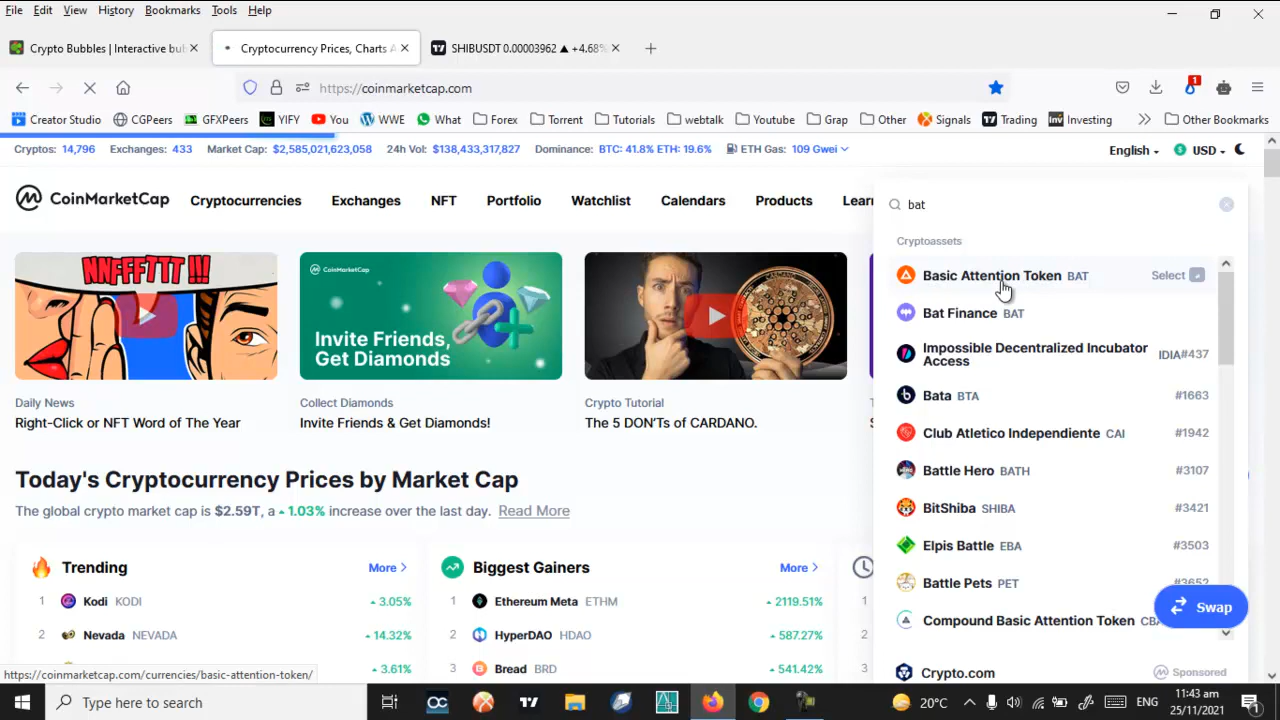 File Edit View History Bookmarks Tools Help
Crypto Bubbles | Interactive bub
Cryptocurrency Prices, Charts A
SHIBUSDT 0.00003962 ▲ +4.68%
https://coinmarketcap.com
1
Creator Studio CGPeers GFXPeers YIFY You WWE What Forex Torrent Tutorials webtalk Youtube Grap Other Signals Trading Investing Other Bookmarks
Cryptos: 14,796 Exchanges: 433 Market Cap: $2,585,021,623,058 24h Vol: $138,433,317,827 Dominance: BTC: 41.8% ETH: 19.6% ETH Gas: 109 Gwei English USD
CoinMarketCap Cryptocurrencies Exchanges NFT Portfolio Watchlist Calendars Products Learn
bat
Cryptoassets
Basic Attention Token BAT Select
Bat Finance BAT
Impossible Decentralized Incubator
Access IDIA#437
Bata BTA #1663
Club Atletico Independiente CAI #1942
Battle Hero BATH #3107
BitShiba SHIBA #3421
Elpis Battle EBA #3503
Battle Pets PET #3652
Compound Basic Attention Token
Crypto.com Sponsored
Swap
NNFFFTTT !!!
CoinMarketCap
Invite Friends,
Get Diamonds
Daily News
Right-Click or NFT Word of The Year
Collect Diamonds
Invite Friends & Get Diamonds!
Crypto Tutorial
The 5 DON'Ts of CARDANO.
Today's Cryptocurrency Prices by Market Cap
The global crypto market cap is $2.59T, a 1.03% increase over the last day. Read More
Trending More
1 Kodi KODI 3.05%
2 Nevada NEVADA 14.32%
3.61%
Biggest Gainers More
1 Ethereum Meta ETHM 2119.51%
2 HyperDAO HDAO 587.27%
3 Bread BRD 541.42%
1
2
3
https://coinmarketcap.com/currencies/basic-attention-token/
Type here to search
20°C
ENG
11:43 am
25/11/2021
1